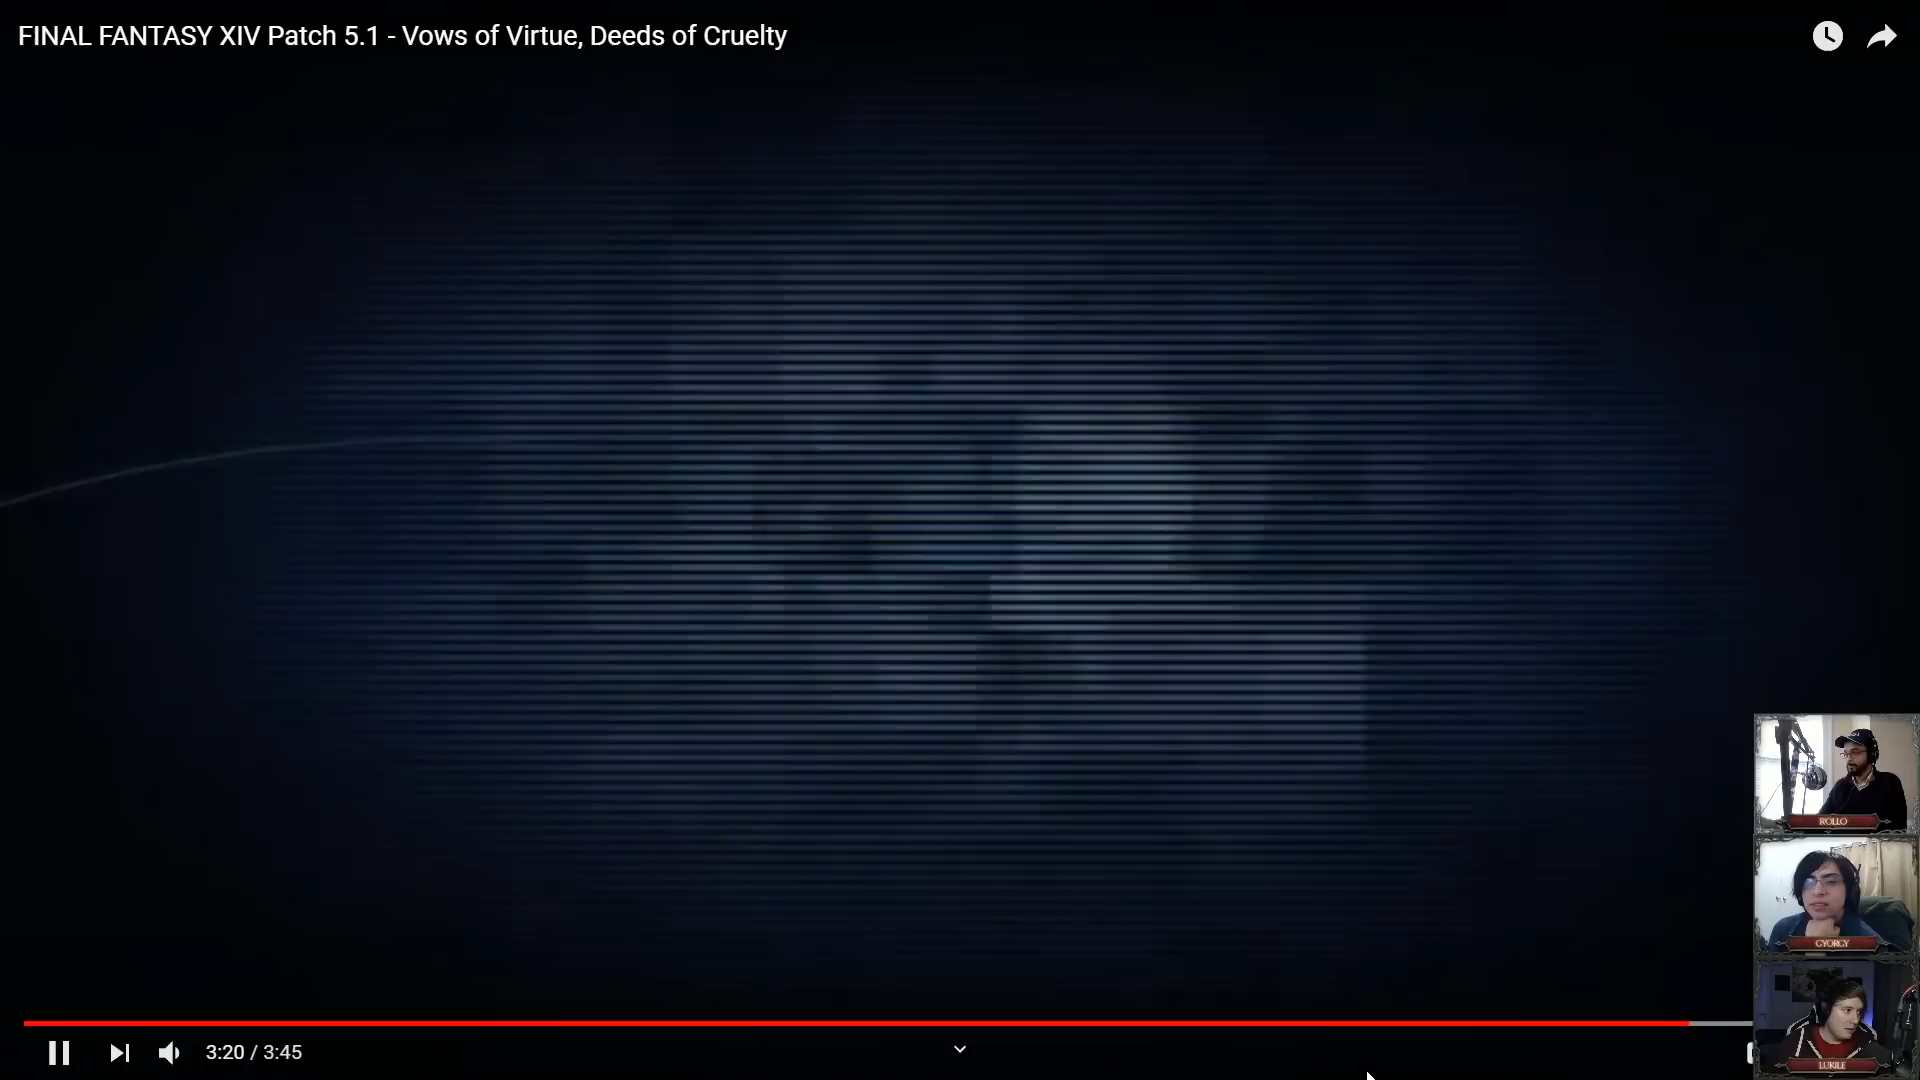 FINAL FANTASY XIV Patch 5.1 - Vows of Virtue, Deeds of Cruelty
ROLLO
GYORGY
LUKILE
3:20 / 3:45